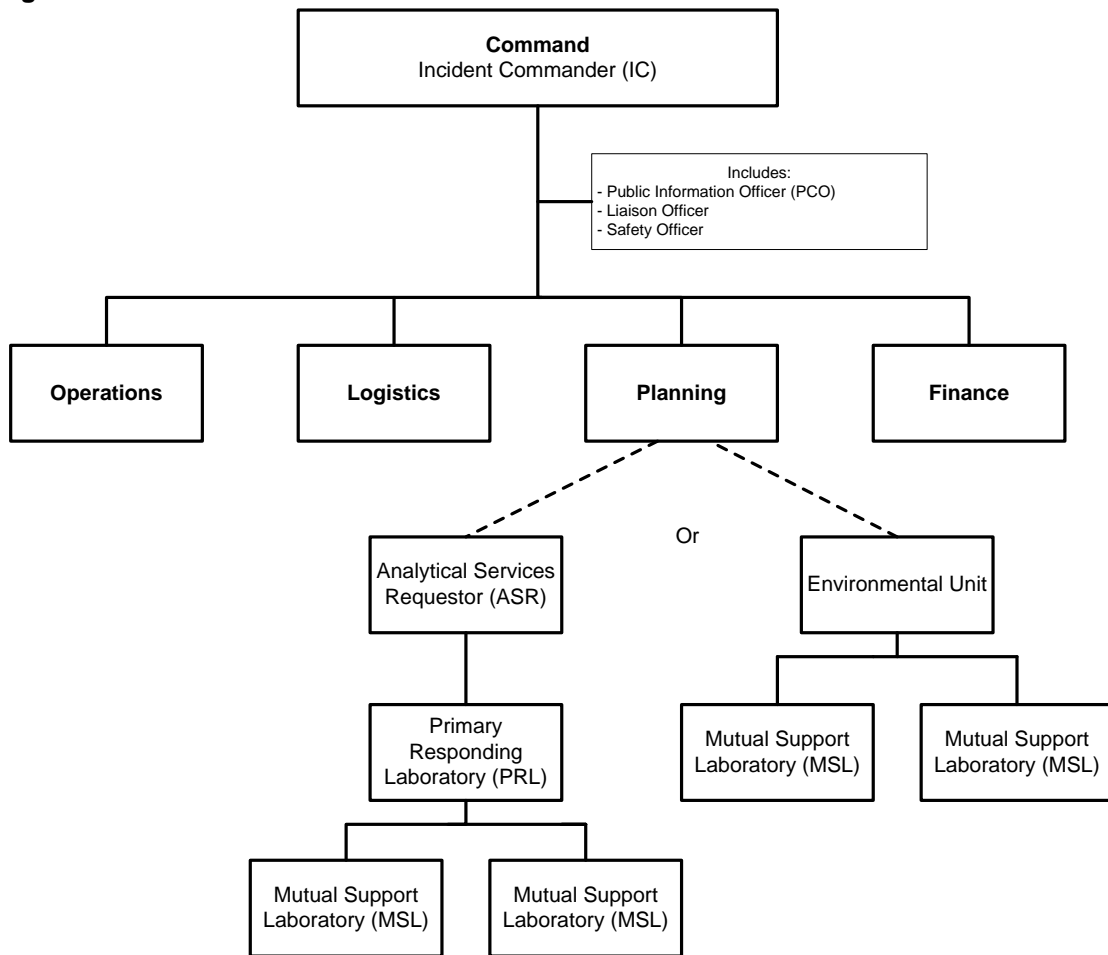 Command
Incident Commander (IC)
Includes:
- Public Information Officer (PCO)
- Liaison Officer
- Safety Officer
Operations
Logistics
Planning
Finance
Or
Analytical Services
Requestor (ASR)
Environmental Unit
Primary
Responding
Laboratory (PRL)
Mutual Support
Laboratory (MSL)
Mutual Support
Laboratory (MSL)
Mutual Support
Laboratory (MSL)
Mutual Support
Laboratory (MSL)